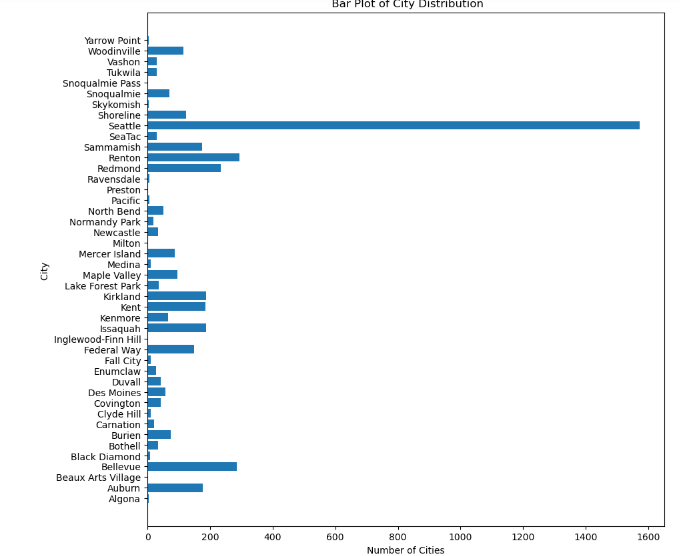 Bar Plot of City Distribution
Yarrow Point
Woodinville
Vashon
Tukwila
Snoqualmie Pass
Snoqualmie
Skykomish
Shoreline
Seattle
SeaTac
Sammamish
Renton
Redmond
Ravensdale
Preston
Pacific
North Bend
Normandy Park
Newcastle
Milton
Mercer Island
Medina
Maple Valley
Lake Forest Park
Kirkland
Kent
Kenmore
Issaquah
Inglewood-Finn Hill
Federal Way
Fall City
Enumclaw
Duvall
Des Moines
Covington
Clyde Hill
Carnation
Burien
Bothell
Black Diamond
Bellevue
Beaux Arts Village
Auburn
Algona
City
0 200 400 600 800 1000 1200 1400 1600
Number of Cities